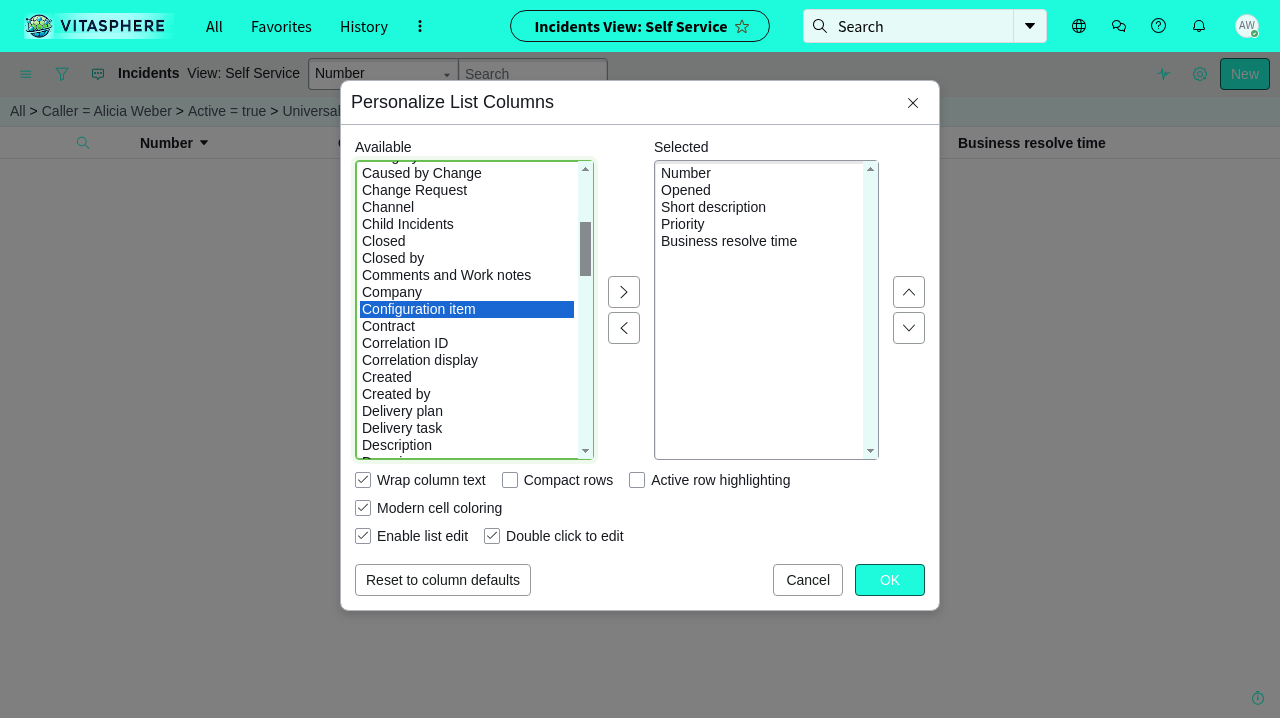 VITASPHERE
All
Favorites
History
Incidents View: Self Service
Search
AW
Incidents View: Self Service
Number
Search
New
All > Caller = Alicia Weber > Active = true > Universal
Number
Business resolve time
Personalize List Columns
Available
Selected
Caused by Change
Change Request
Channel
Child Incidents
Closed
Closed by
Comments and Work notes
Company
Configuration item
Contract
Correlation ID
Correlation display
Created
Created by
Delivery plan
Delivery task
Description
Number
Opened
Short description
Priority
Business resolve time
Wrap column text
Compact rows
Active row highlighting
Modern cell coloring
Enable list edit
Double click to edit
Reset to column defaults
Cancel
OK